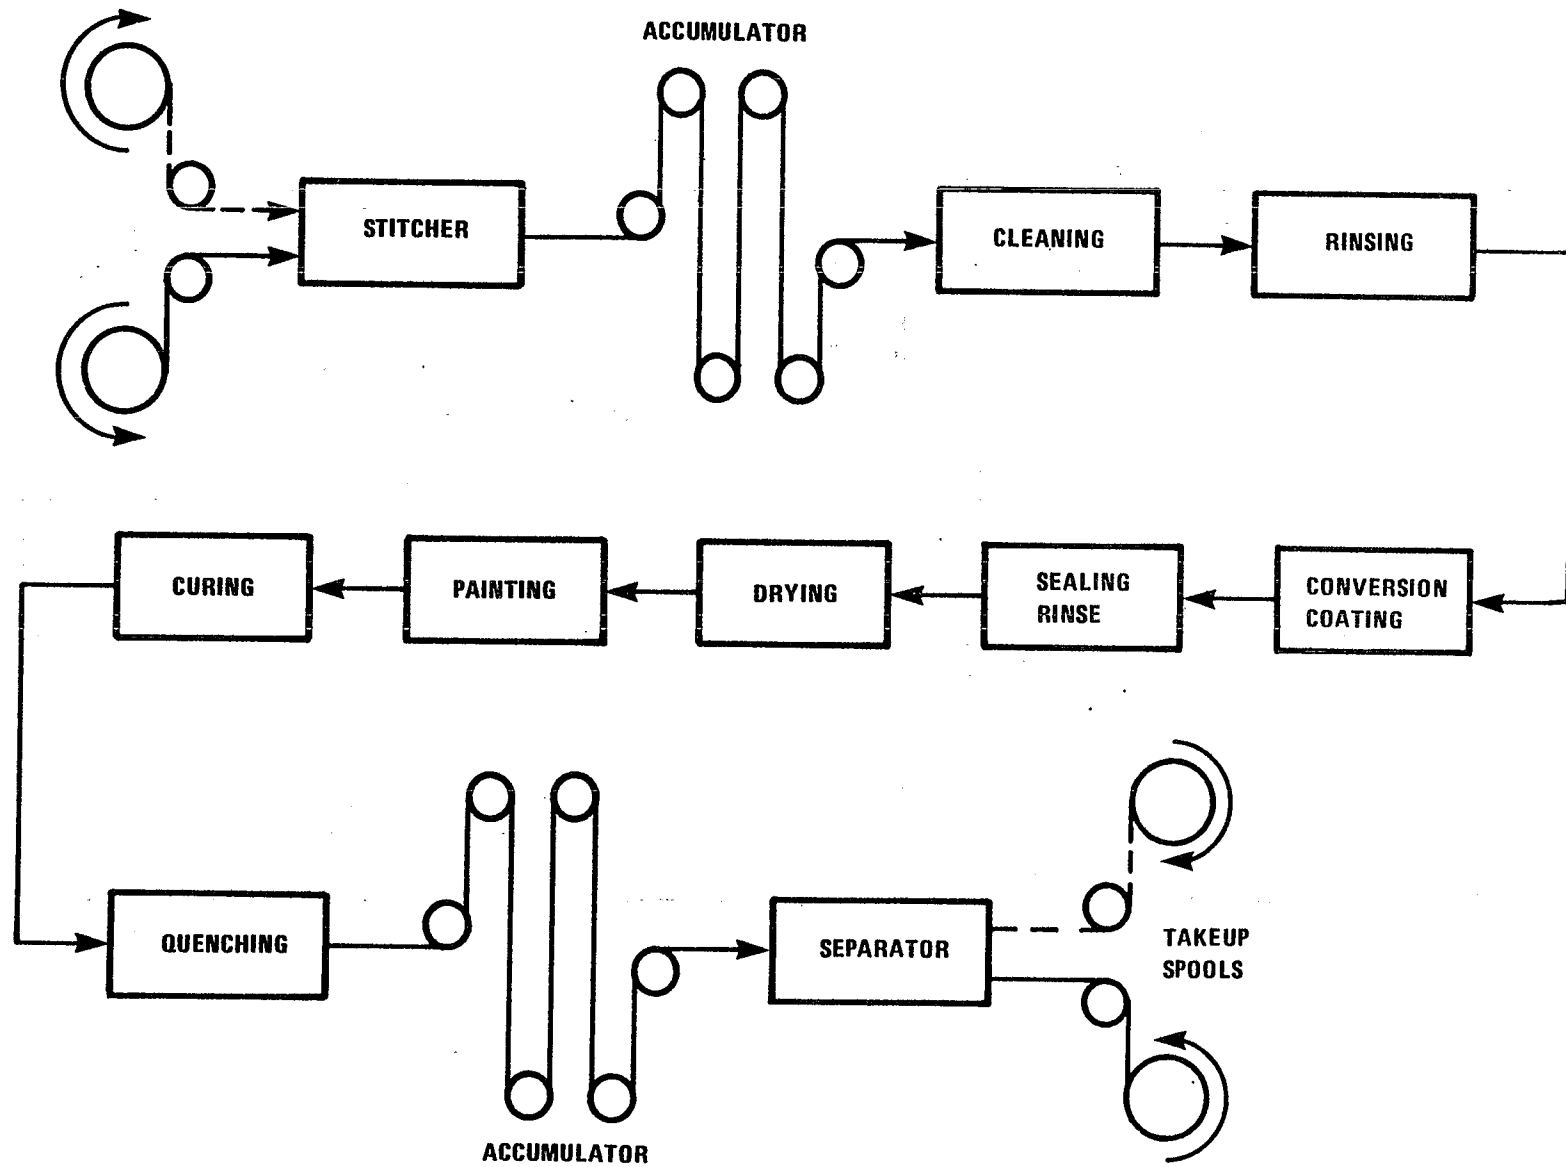 ACCUMULATOR
STITCHER
CLEANING
RINSING
CURING
PAINTING
DRYING
SEALING
RINSE
CONVERSION
COATING
QUENCHING
SEPARATOR
TAKEUP
SPOOLS
ACCUMULATOR